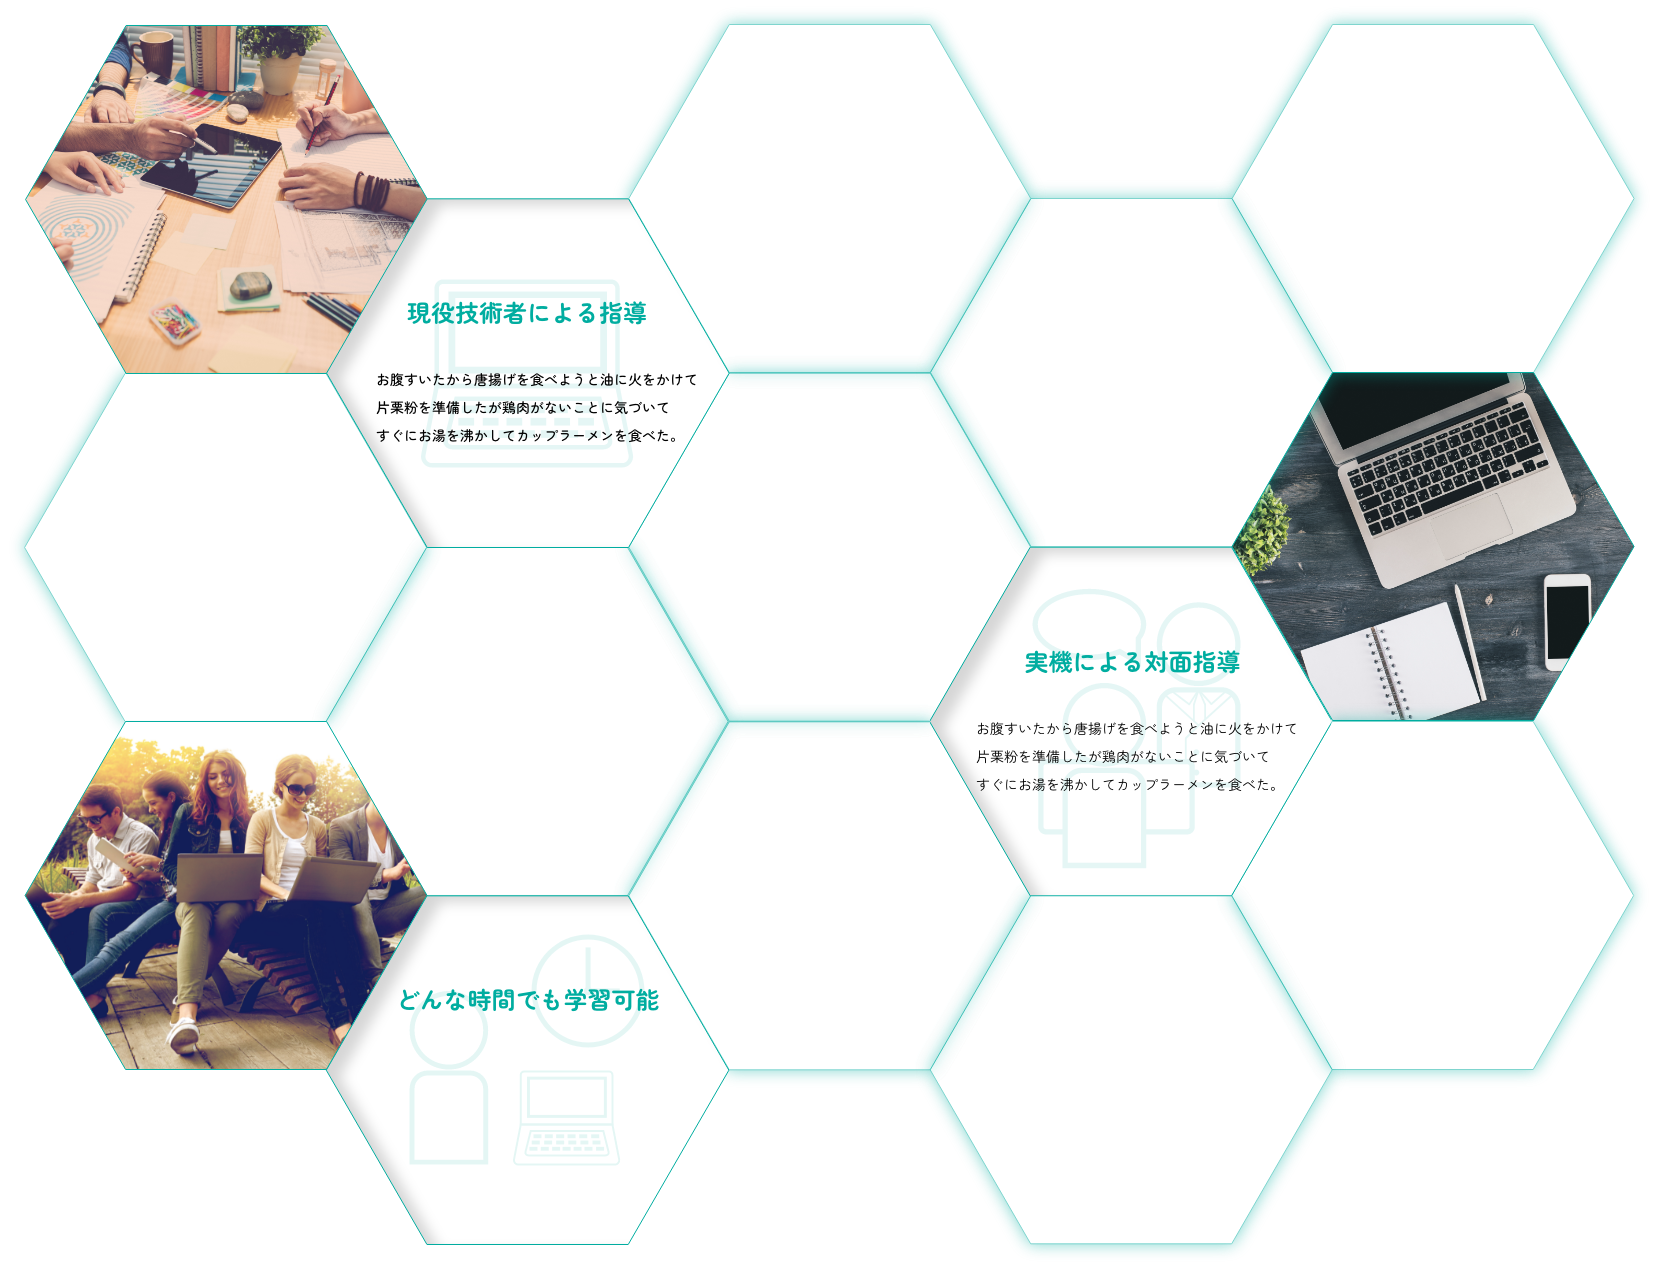 現役技術者による指導
お腹すいたから唐揚げを食べようと油に火をかけて
片栗粉を準備したが鶏肉がないことに気づいて
すぐにお湯を沸かしてカップラーメンを食べた。
実機による対面指導
お腹すいたから唐揚げを食べようと油に火をかけて
片栗粉を準備したが鶏肉がないことに気づいて
すぐにお湯を沸かしてカップラーメンを食べた。
どんな時間でも学習可能